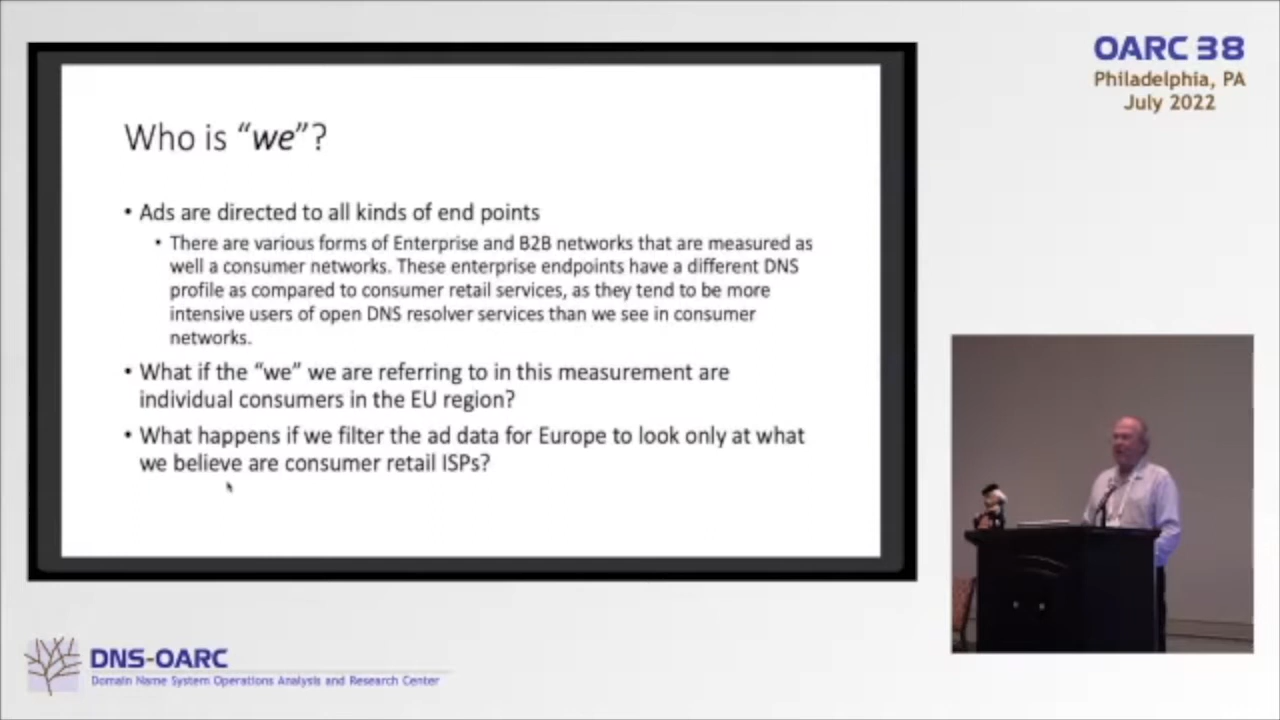 Who is “we”?
• Ads are directed to all kinds of end points
• There are various forms of Enterprise and B2B networks that are measured as
well a consumer networks. These enterprise endpoints have a different DNS
profile as compared to consumer retail services, as they tend to be more
intensive users of open DNS resolver services than we see in consumer
networks.
• What if the “we” we are referring to in this measurement are
individual consumers in the EU region?
• What happens if we filter the ad data for Europe to look only at what
we believe are consumer retail ISPs?
OARC 38
Philadelphia, PA
July 2022
DNS-OARC
Domain Name System Operations Analysis and Research Center